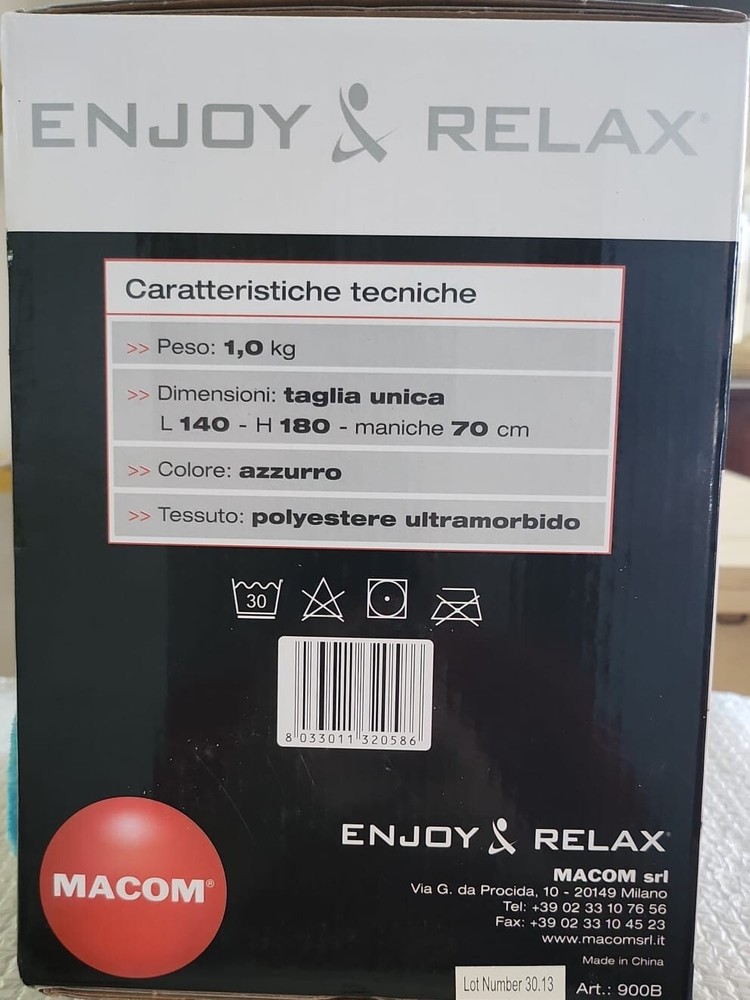 ENJOY & RELAX®
Caratteristiche tecniche
>> Peso: 1,0 kg
>> Dimensioni: taglia unica
L 140 - H 180 - maniche 70 cm
>> Colore: azzurro
>> Tessuto: polyestere ultramorbido
30
8 033011 320586
ENJOY & RELAX®
MACOM®
MACOM srl
Via G. da Procida, 10 - 20149 Milano
Tel: +39 02 33 10 76 56
Fax: +39 02 33 10 45 23
www.macomsrl.it
Made in China
Lot Number 30.13
Art.: 900B